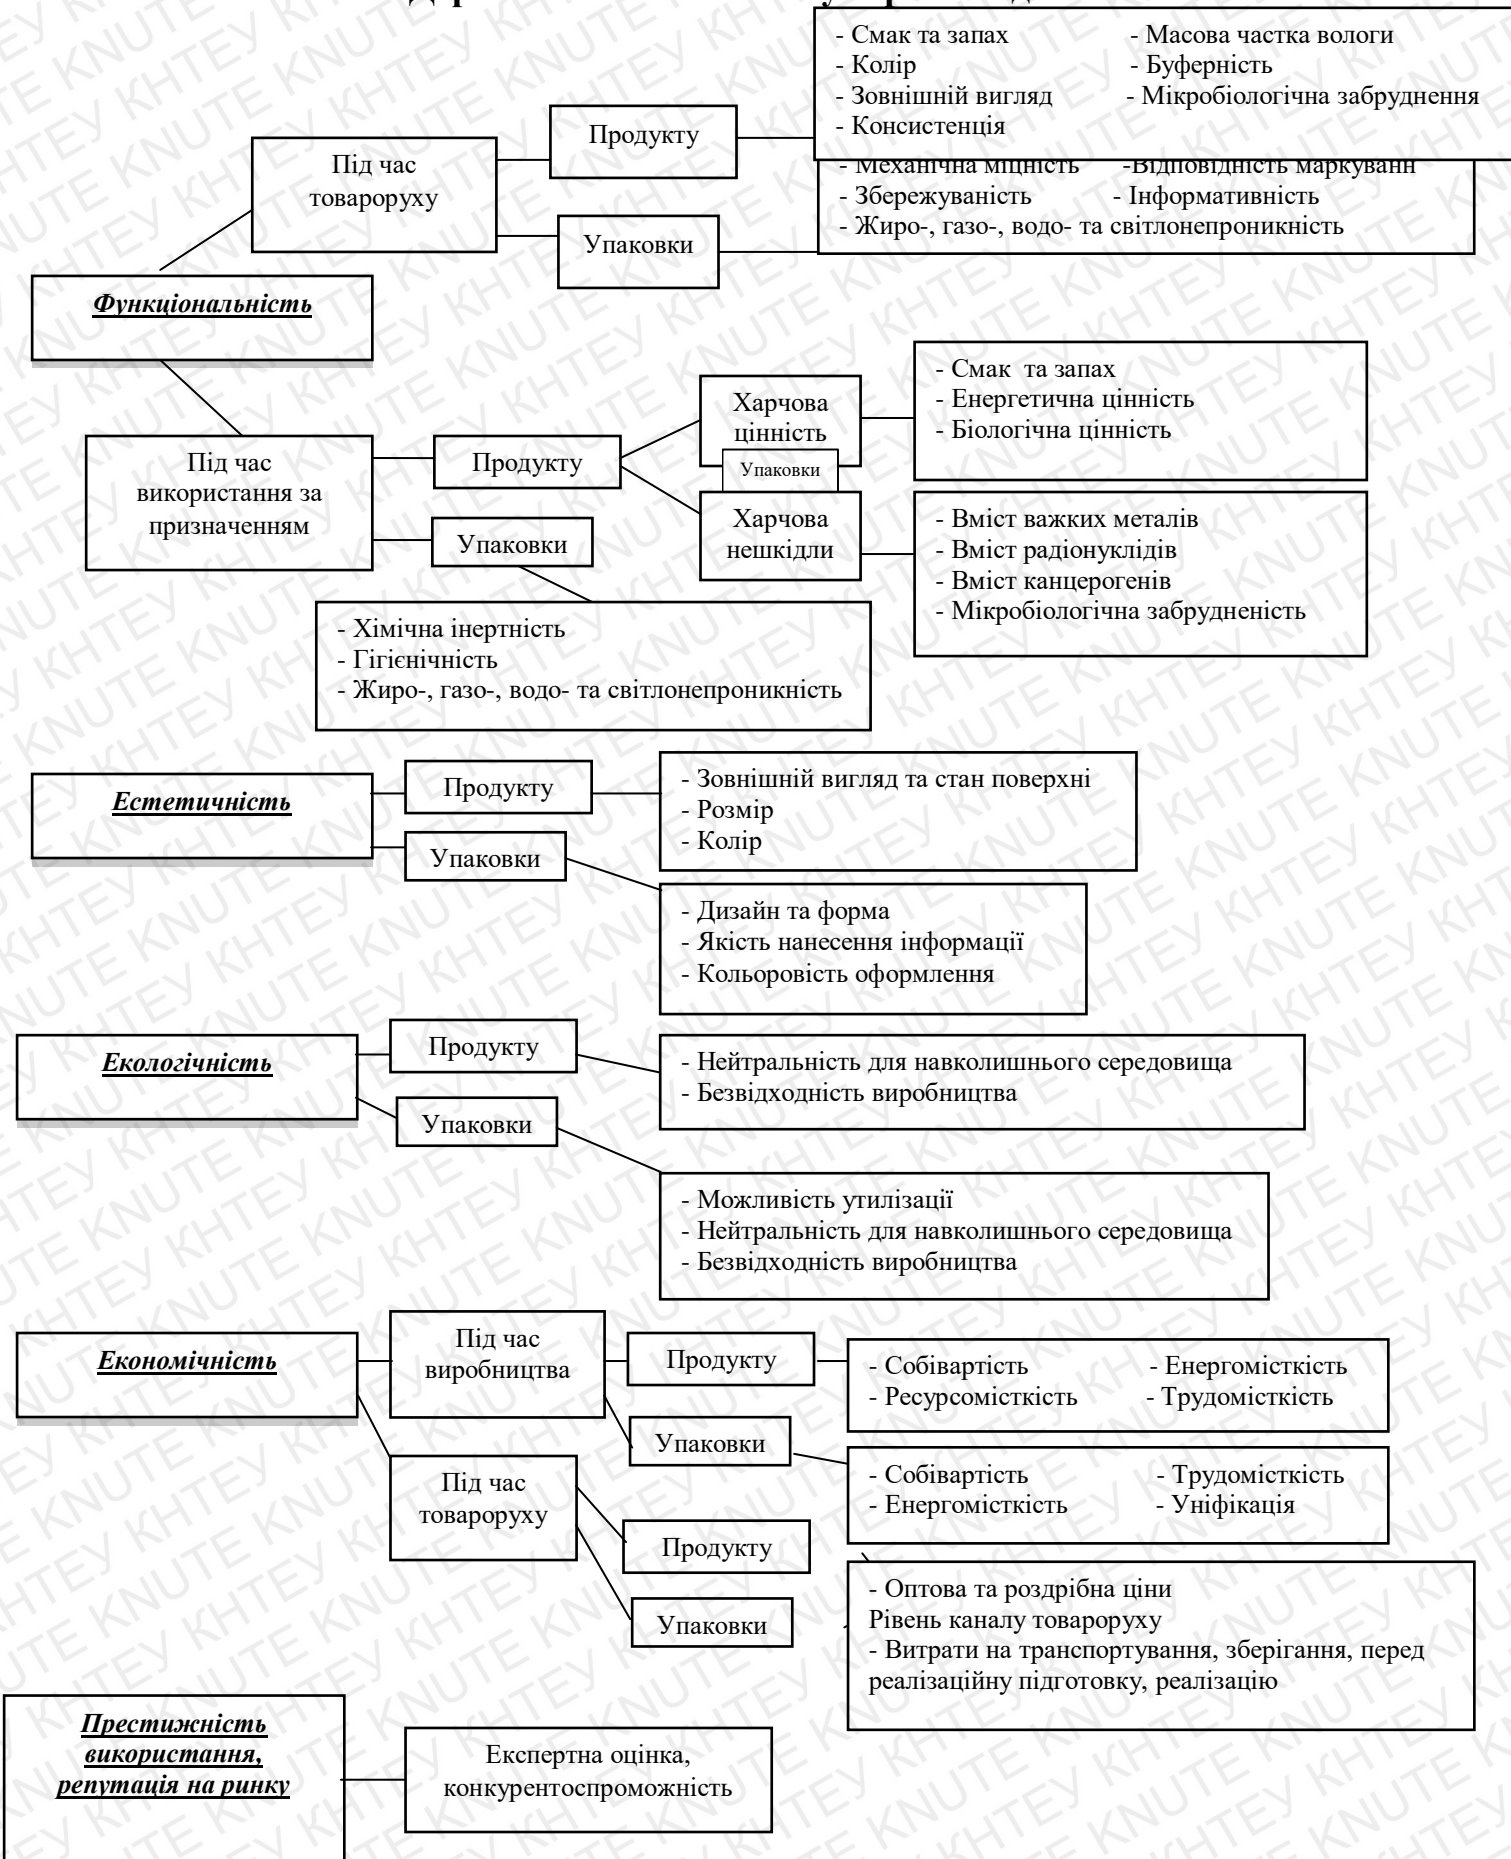 - Смак та запах - Масова частка вологи
- Колір - Буферність
- Зовнішній вигляд - Мікробіологічна забруднення
- Консистенція
Продукту
Під час
товароруху
- Механічна міцність -Відповідність маркуванн
- Збережуваність - Інформативність
- Жиро-, газо-, водо- та світлонепроникність
Упаковки
Функціональність
Під час
використання за
призначенням
Продукту
Харчова
цінність
Упаковки
Харчова
нешкідли
- Смак та запах
- Енергетична цінність
- Біологічна цінність
- Вміст важких металів
- Вміст радіонуклідів
- Вміст канцерогенів
- Мікробіологічна забрудненість
Упаковки
- Хімічна інертність
- Гігієнічність
- Жиро-, газо-, водо- та світлонепроникність
Естетичність
Продукту
- Зовнішній вигляд та стан поверхні
- Розмір
- Колір
Упаковки
- Дизайн та форма
- Якість нанесення інформації
- Кольоровість оформлення
Екологічність
Продукту
- Нейтральність для навколишнього середовища
- Безвідходність виробництва
Упаковки
- Можливість утилізації
- Нейтральність для навколишнього середовища
- Безвідходність виробництва
Економічність
Під час
виробництва
Продукту
- Собівартість - Енергомісткість
- Ресурсомісткість - Трудомісткість
Упаковки
- Собівартість - Трудомісткість
- Енергомісткість - Уніфікація
Під час
товароруху
Продукту
Упаковки
- Оптова та роздрібна ціни
Рівень каналу товароруху
- Витрати на транспортування, зберігання, перед
реалізаційну підготовку, реалізацію
Престижність
використання,
репутація на ринку
Експертна оцінка,
конкурентоспроможність